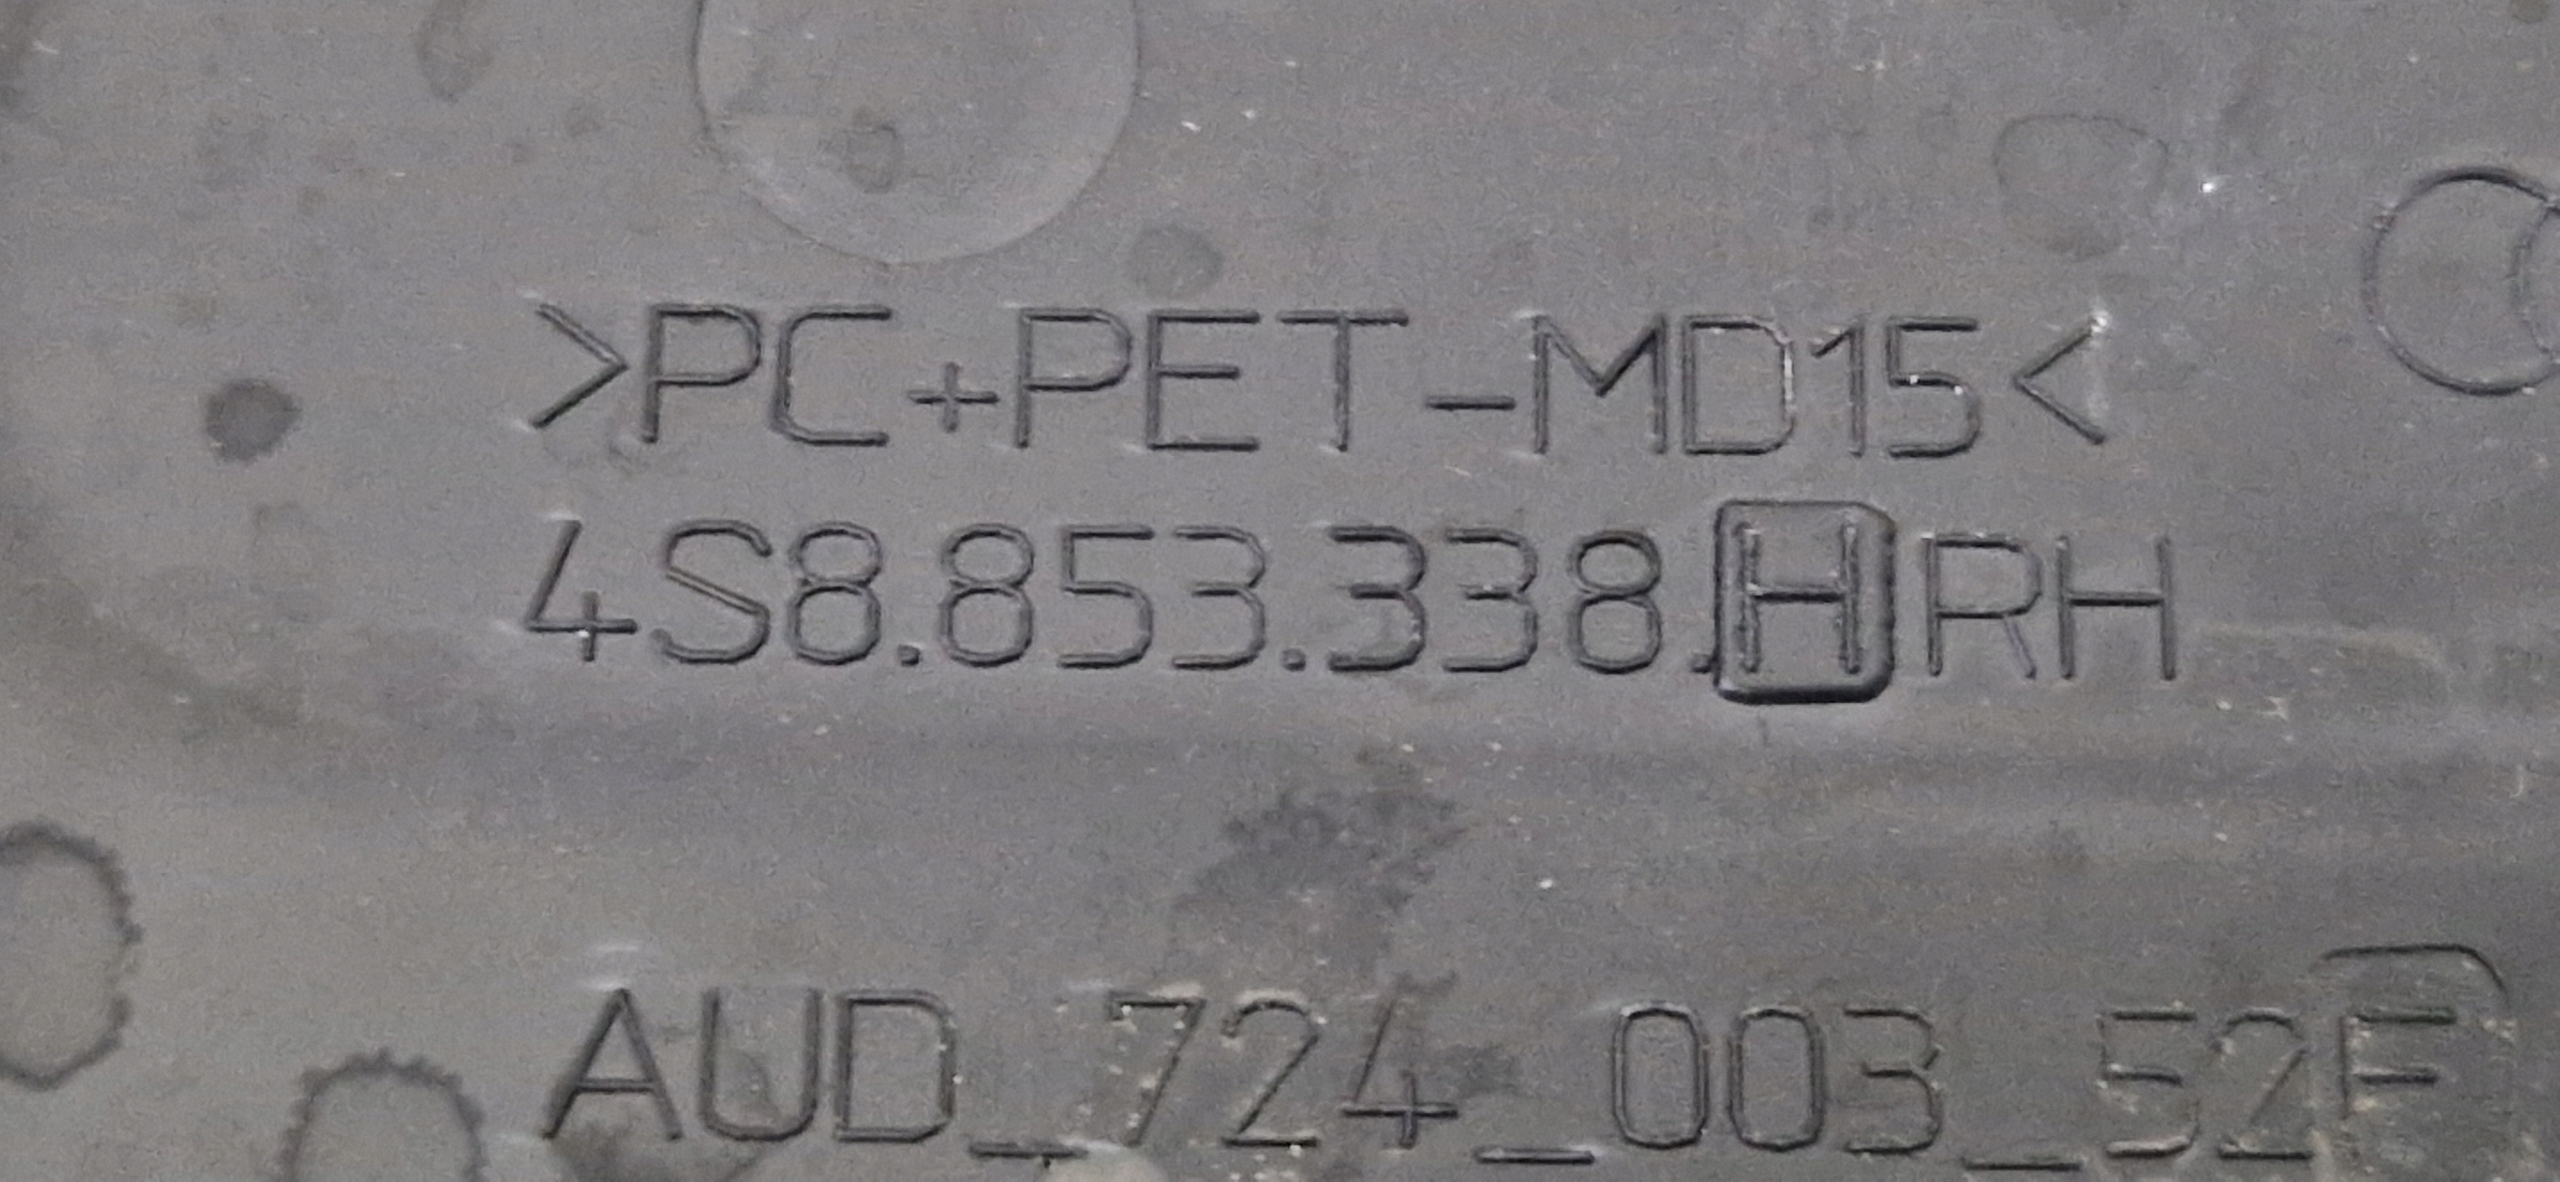 >PC+PET-MD15<
4S8.853.338.H RH
AUD_724_003_52F